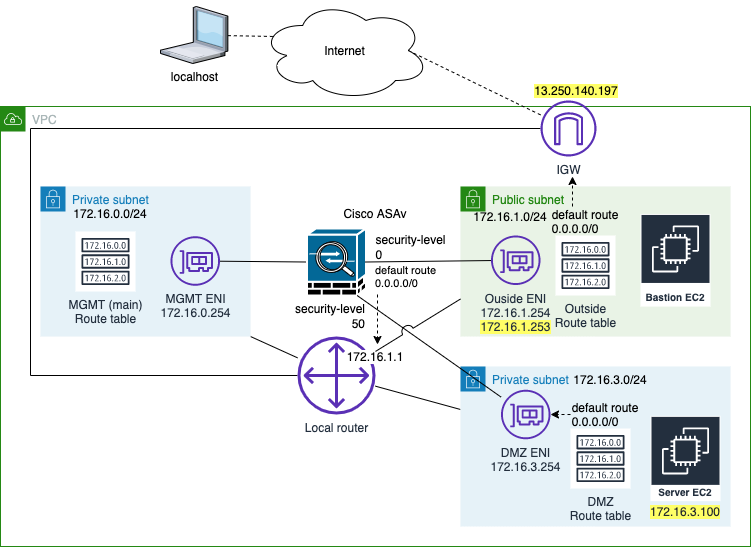 localhost
Internet
13.250.140.197
IGW
VPC
Private subnet
172.16.0.0/24
172.16.0.0
172.16.1.0
172.16.2.0
MGMT (main)
Route table
MGMT ENI
172.16.0.254
Cisco ASAv
security-level
0
default route
0.0.0.0/0
security-level
50
172.16.1.1
Local router
Public subnet
172.16.1.0/24
default route
0.0.0.0/0
Ouside ENI
172.16.1.254
172.16.1.253
172.16.0.0
172.16.1.0
172.16.2.0
Outside
Route table
Bastion EC2
Private subnet 172.16.3.0/24
default route
0.0.0.0/0
DMZ ENI
172.16.3.254
172.16.0.0
172.16.1.0
172.16.2.0
DMZ
Route table
Server EC2
172.16.3.100